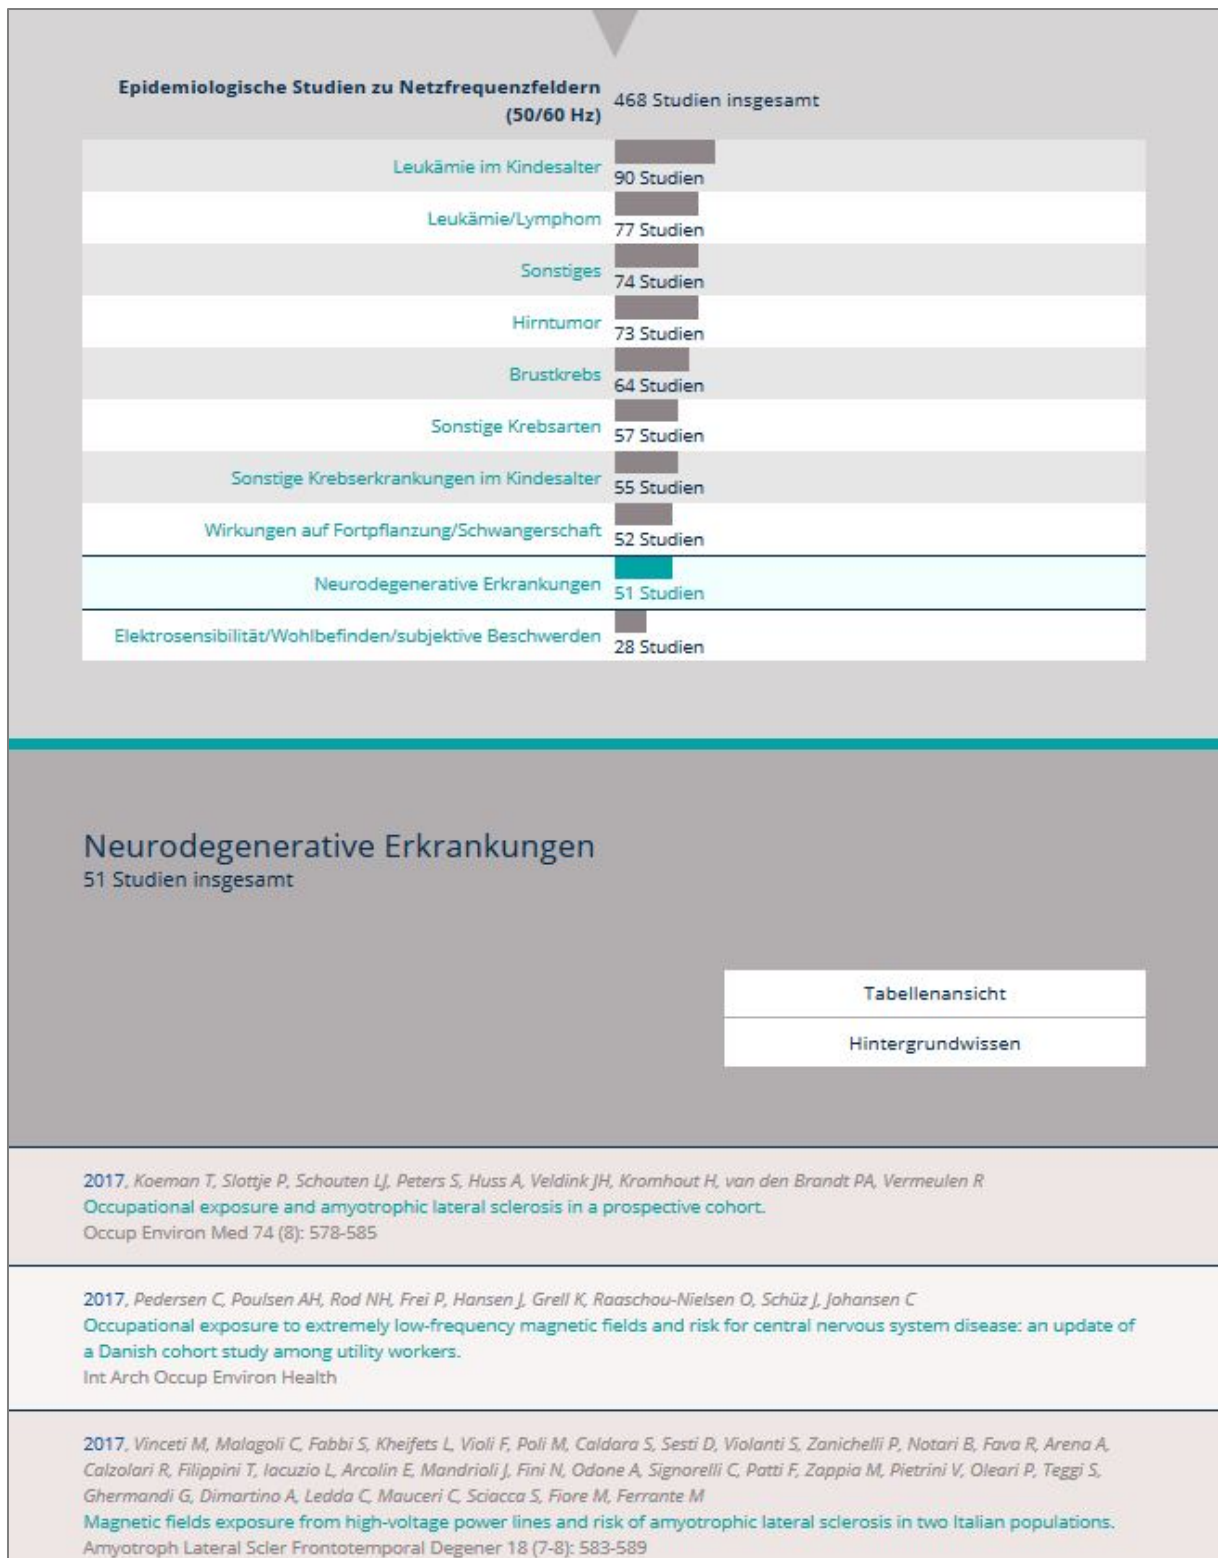 Epidemiologische Studien zu Netzfrequenzfeldern
(50/60 Hz)
468 Studien insgesamt
Leukämie im Kindesalter
90 Studien
Leukämie/Lymphom
77 Studien
Sonstiges
74 Studien
Hirntumor
73 Studien
Brustkrebs
64 Studien
Sonstige Krebsarten
57 Studien
Sonstige Krebserkrankungen im Kindesalter
55 Studien
Wirkungen auf Fortpflanzung/Schwangerschaft
52 Studien
Neurodegenerative Erkrankungen
51 Studien
Elektrosensibilität/Wohlbefinden/subjektive Beschwerden
28 Studien
Neurodegenerative Erkrankungen
51 Studien insgesamt
Tabellenansicht
Hintergrundwissen
2017, Koeman T, Slottje P, Schouten LJ, Peters S, Huss A, Veldink JH, Kromhout H, van den Brandt PA, Vermeulen R
Occupational exposure and amyotrophic lateral sclerosis in a prospective cohort.
Occup Environ Med 74 (8): 578-585
2017, Pedersen C, Poulsen AH, Rod NH, Frei P, Hansen J, Grell K, Raaschou-Nielsen O, Schüz J, Johansen C
Occupational exposure to extremely low-frequency magnetic fields and risk for central nervous system disease: an update of
a Danish cohort study among utility workers.
Int Arch Occup Environ Health
2017, Vinceti M, Malagoli C, Fabbi S, Kheifets L, Violi F, Poli M, Caldara S, Sesti D, Violanti S, Zanichelli P, Notari B, Fava R, Arena A,
Calzolari R, Filippini T, Iacuzio L, Arcolin E, Mandrioli J, Fini N, Odone A, Signorelli C, Patti F, Zappia M, Pietrini V, Oleari P, Teggi S,
Ghermandi G, Dimartino A, Ledda C, Mauceri C, Sciacca S, Fiore M, Ferrante M
Magnetic fields exposure from high-voltage power lines and risk of amyotrophic lateral sclerosis in two Italian populations.
Amyotroph Lateral Scler Frontotemporal Degener 18 (7-8): 583-589